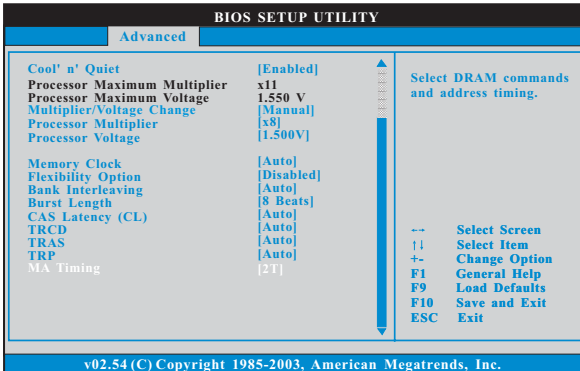 BIOS SETUP UTILITY
Advanced
Cool' n' Quiet [Enabled]
Processor Maximum Multiplier x11
Processor Maximum Voltage 1.550 V
Multiplier/Voltage Change [Manual]
Processor Multiplier [x8]
Processor Voltage [1.500V]
Memory Clock [Auto]
Flexibility Option [Disabled]
Bank Interleaving [Auto]
Burst Length [8 Beats]
CAS Latency (CL) [Auto]
TRCD [Auto]
TRAS [Auto]
TRP [Auto]
MA Timing [2T]
Select DRAM commands
and address timing.
←→ Select Screen
↑↓ Select Item
+- Change Option
F1 General Help
F9 Load Defaults
F10 Save and Exit
ESC Exit
v02.54 (C) Copyright 1985-2003, American Megatrends, Inc.